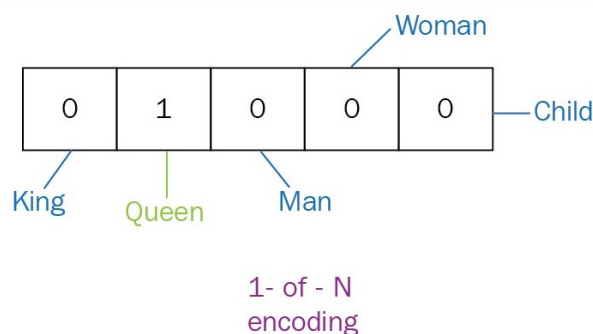 Woman
0 1 0 0 0
Child
King
Queen
Man
1- of - N
encoding